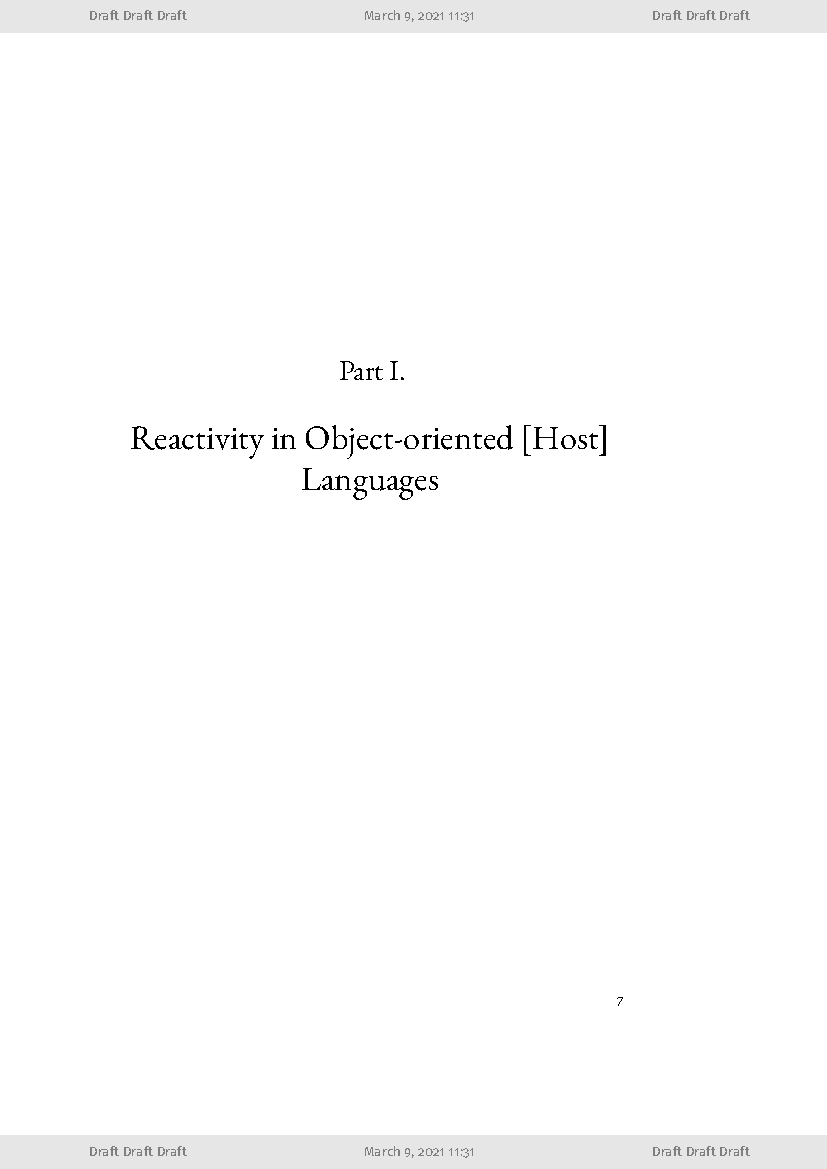 Draft Draft Draft March 9, 2021 11:31 Draft Draft Draft
Part I.
Reactivity in Object-oriented [Host]
Languages
7
Draft Draft Draft March 9, 2021 11:31 Draft Draft Draft